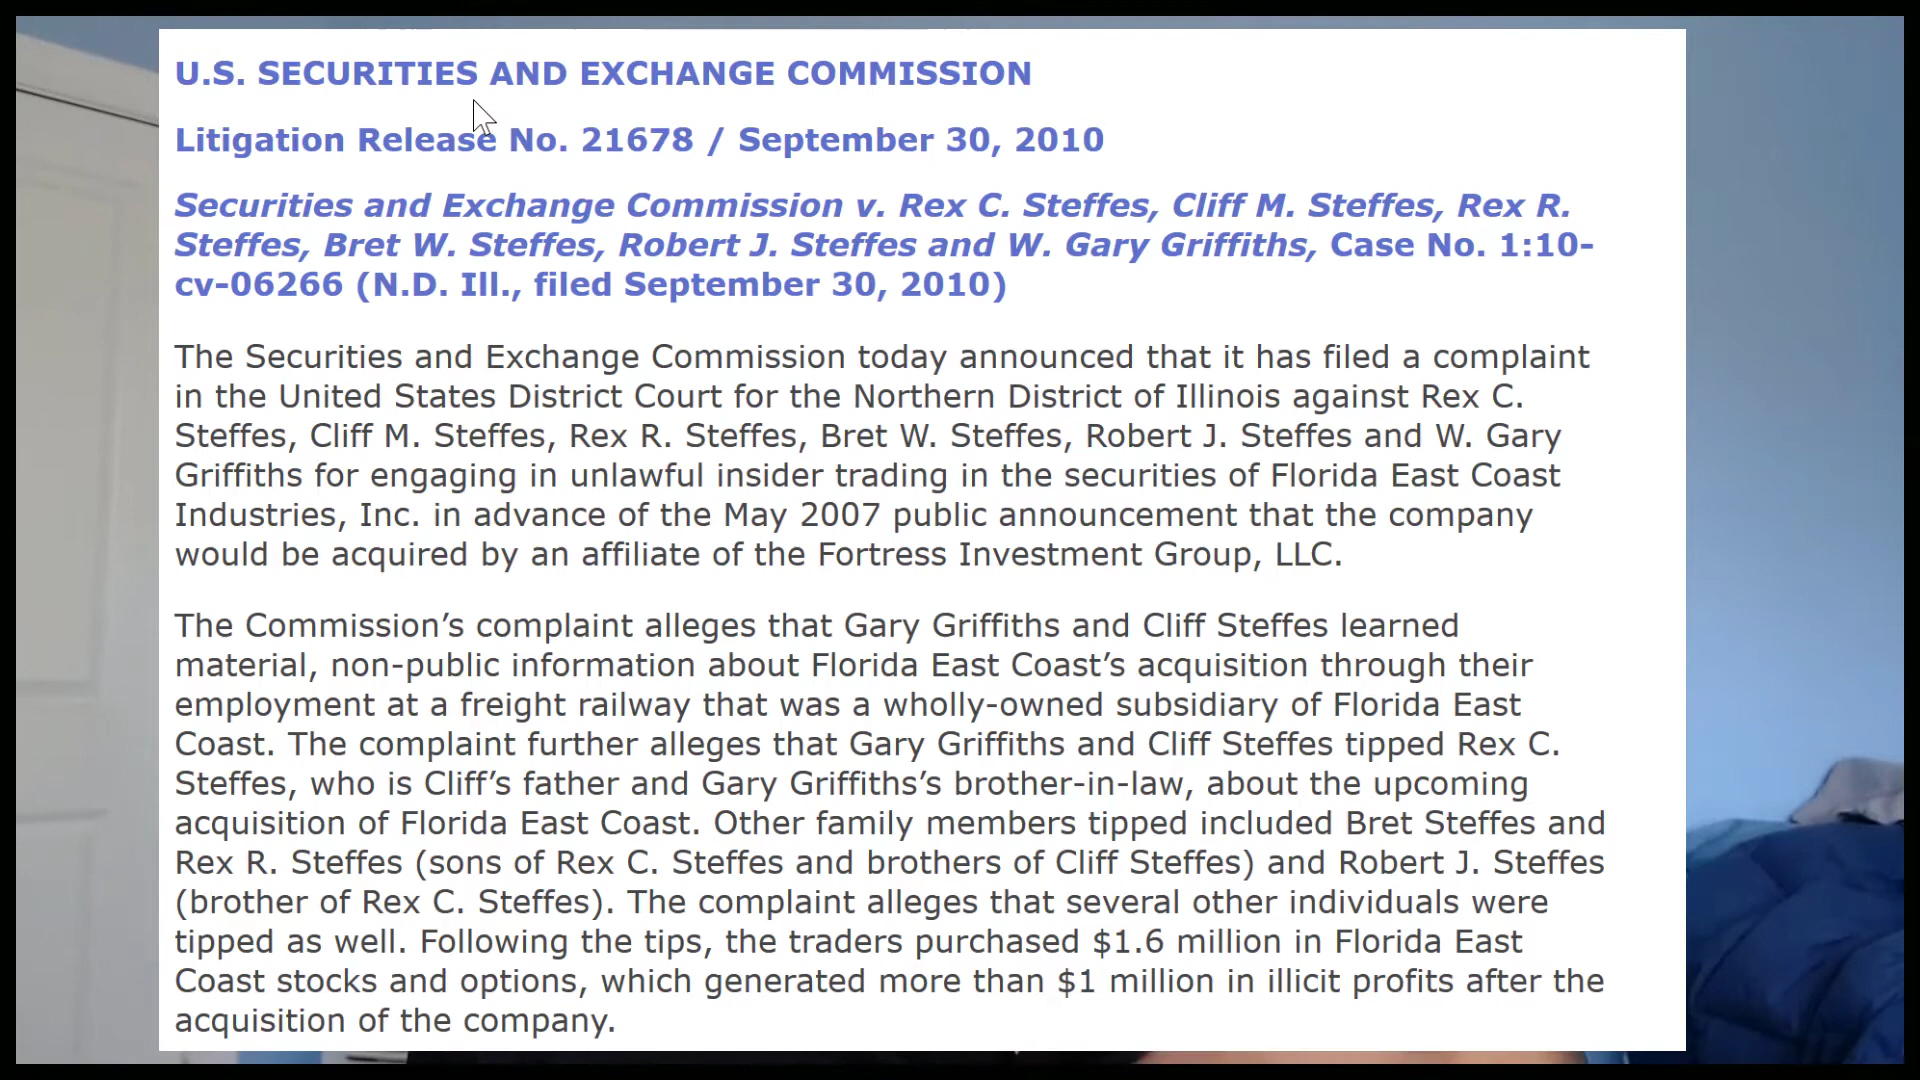 U.S. SECURITIES AND EXCHANGE COMMISSION
Litigation Release No. 21678 / September 30, 2010
Securities and Exchange Commission v. Rex C. Steffes, Cliff M. Steffes, Rex R.
Steffes, Bret W. Steffes, Robert J. Steffes and W. Gary Griffiths, Case No. 1:10-
cv-06266 (N.D. Ill., filed September 30, 2010)
The Securities and Exchange Commission today announced that it has filed a complaint
in the United States District Court for the Northern District of Illinois against Rex C.
Steffes, Cliff M. Steffes, Rex R. Steffes, Bret W. Steffes, Robert J. Steffes and W. Gary
Griffiths for engaging in unlawful insider trading in the securities of Florida East Coast
Industries, Inc. in advance of the May 2007 public announcement that the company
would be acquired by an affiliate of the Fortress Investment Group, LLC.
The Commission’s complaint alleges that Gary Griffiths and Cliff Steffes learned
material, non-public information about Florida East Coast’s acquisition through their
employment at a freight railway that was a wholly-owned subsidiary of Florida East
Coast. The complaint further alleges that Gary Griffiths and Cliff Steffes tipped Rex C.
Steffes, who is Cliff’s father and Gary Griffiths’s brother-in-law, about the upcoming
acquisition of Florida East Coast. Other family members tipped included Bret Steffes and
Rex R. Steffes (sons of Rex C. Steffes and brothers of Cliff Steffes) and Robert J. Steffes
(brother of Rex C. Steffes). The complaint alleges that several other individuals were
tipped as well. Following the tips, the traders purchased $1.6 million in Florida East
Coast stocks and options, which generated more than $1 million in illicit profits after the
acquisition of the company.